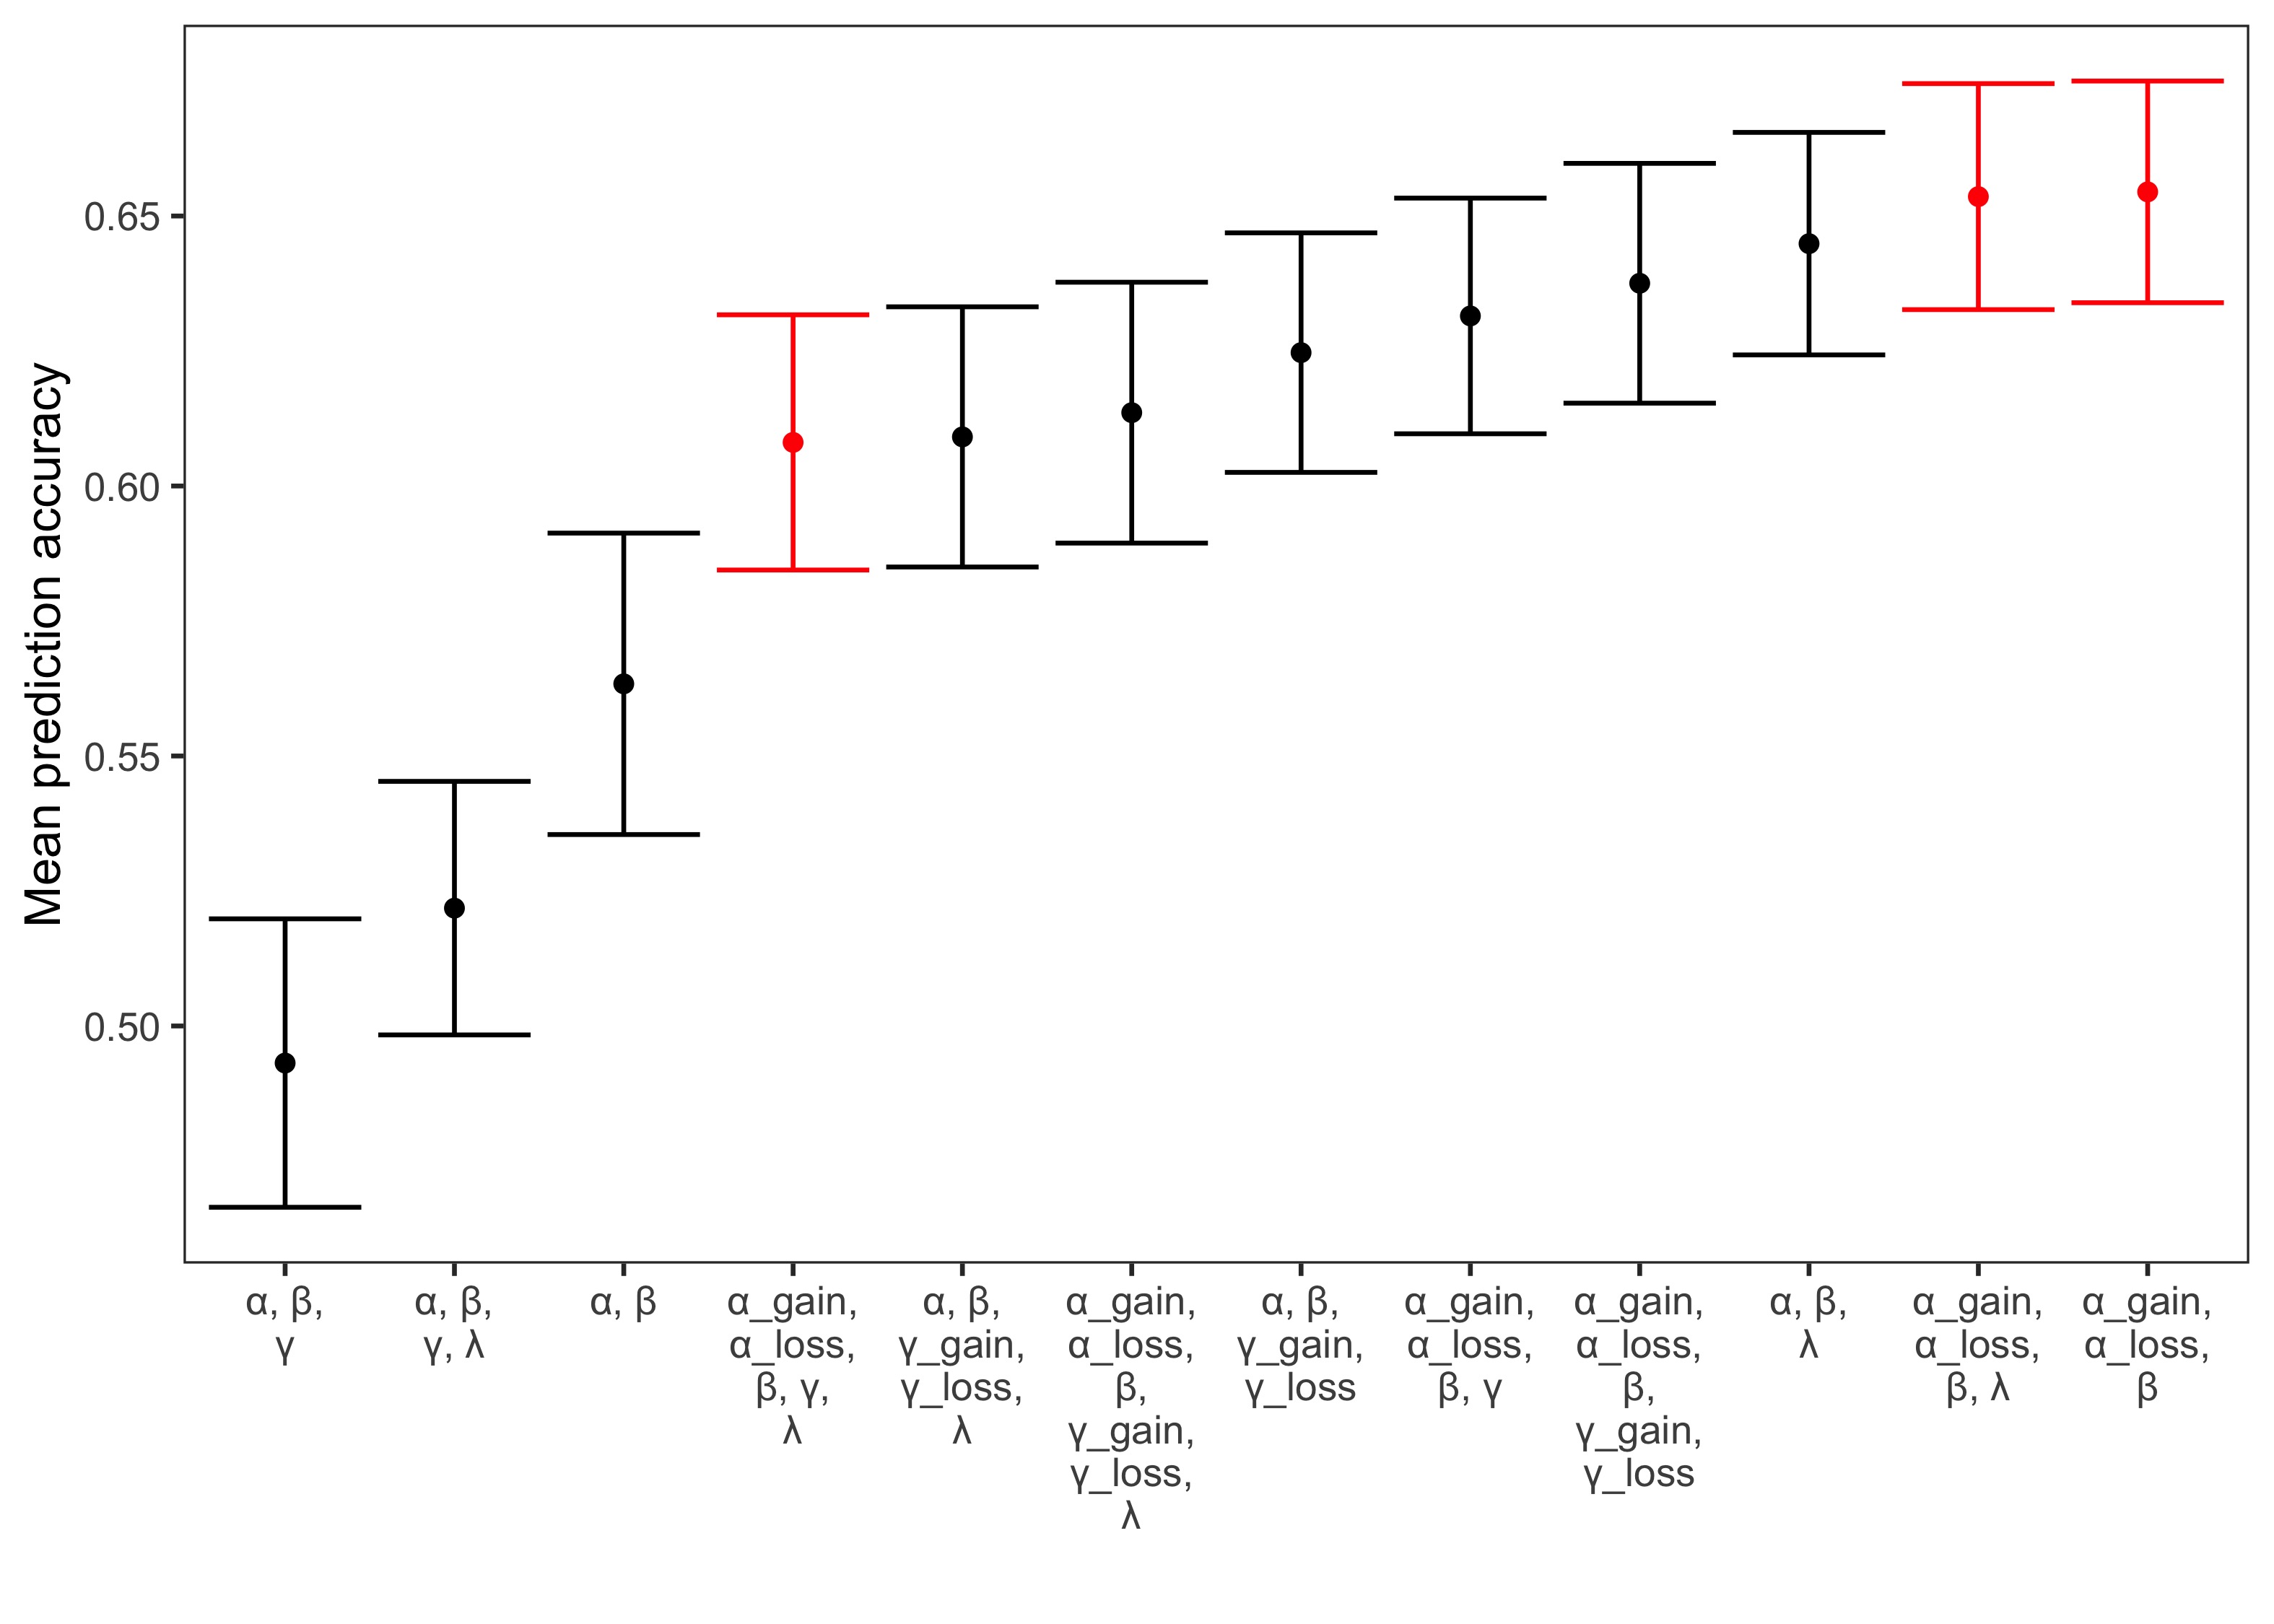 Mean prediction accuracy
0.65
0.60
0.55
0.50
α, β,
γ
α, β,
γ, λ
α, β
α_gain,
α_loss,
β, γ,
λ
α, β,
γ_gain,
γ_loss,
λ
α_gain,
α_loss,
β,
γ_gain,
γ_loss,
λ
α, β,
γ_gain,
γ_loss
α_gain,
α_loss,
β, γ
α_gain,
α_loss,
β,
γ_gain,
γ_loss
α, β,
λ
α_gain,
α_loss,
β, λ
α_gain,
α_loss,
β